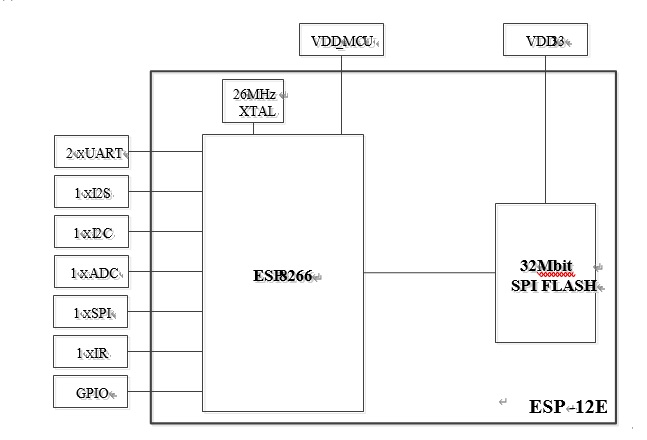 VDD_MCU
VDD33
26MHz
XTAL
2xUART
1xI2S
1xI2C
1xADC
1xSPI
1xIR
GPIO
ESP8266
32Mbit
SPI FLASH
ESP-12E